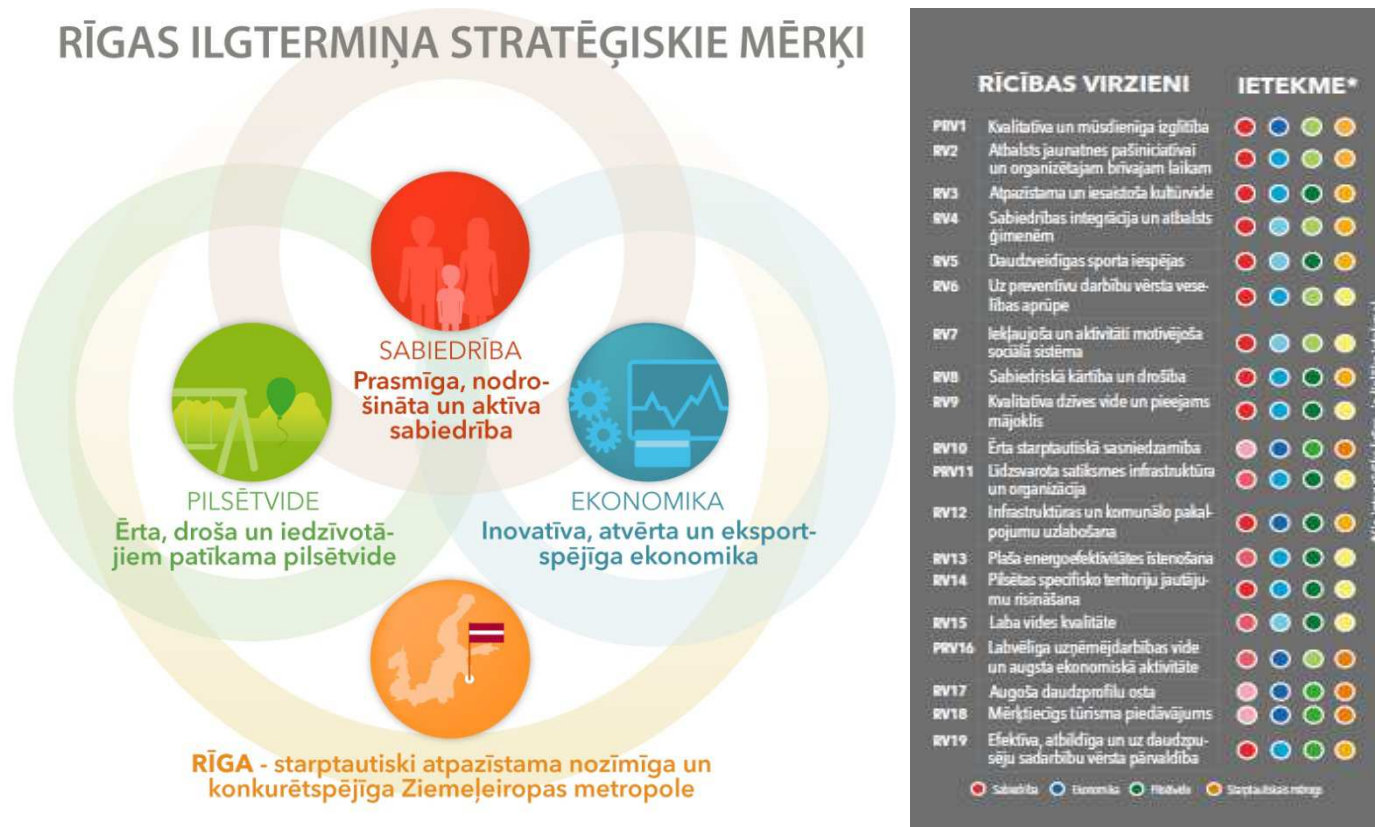 RĪGAS ILGTERMIŅA STRATĒĢISKIE MĒRĶI
SABIEDRĪBA
Prasmīga, nodro-
šināta un aktīva
sabiedrība
PILSĒTVIDE
Ērta, droša un iedzīvotā-
jiem patīkama pilsētvide
EKONOMIKA
Inovatīva, atvērta un eksport-
spējīga ekonomika
RĪGA - starptautiski atpazīstama nozīmīga un
konkurētspējīga Ziemeļeiropas metropole
RĪCĪBAS VIRZIENI IETEKME*
PRV1 Kvalitatīva un mūsdienīga izglītība
RV2 Atbalsts jaunatnes pašiniciatīvai
un organizētajam brīvajam laikam
RV3 Atpazīstama un iesaistoša kultūrvide
RV4 Sabiedrības integrācija un atbalsts
ģimenēm
RV5 Daudzveidīgas sporta iespējas
RV6 Uz preventīvu darbību vērsta vese-
lības aprūpe
RV7 Iekļaujoša un aktivitāti motivējoša
sociālā sistēma
RV8 Sabiedriskā kārtība un drošība
RV9 Kvalitatīva dzīves vide un pieejams
mājoklis
RV10 Ērta starptautiskā sasniedzamība
PRV11 Līdzsvarota satiksmes infrastruktūra
un organizācija
RV12 Infrastruktūras un komunālo pakal-
pojumu uzlabošana
RV13 Plaša energoefektivitātes īstenošana
RV14 Pilsētas specifisko teritoriju jautāju-
mu risināšana
RV15 Laba vides kvalitāte
PRV16 Labvēlīga uzņēmējdarbības vide
un augsta ekonomiskā aktivitāte
RV17 Augoša daudzprofilu osta
RV18 Mērķtiecīgs tūrisma piedāvājums
RV19 Efektīva, atbildīga un uz daudzpu-
sēju sadarbību vērsta pārvaldība
Sabiedrība Ekonomika Pilsētvide Starptautiskais mērogs